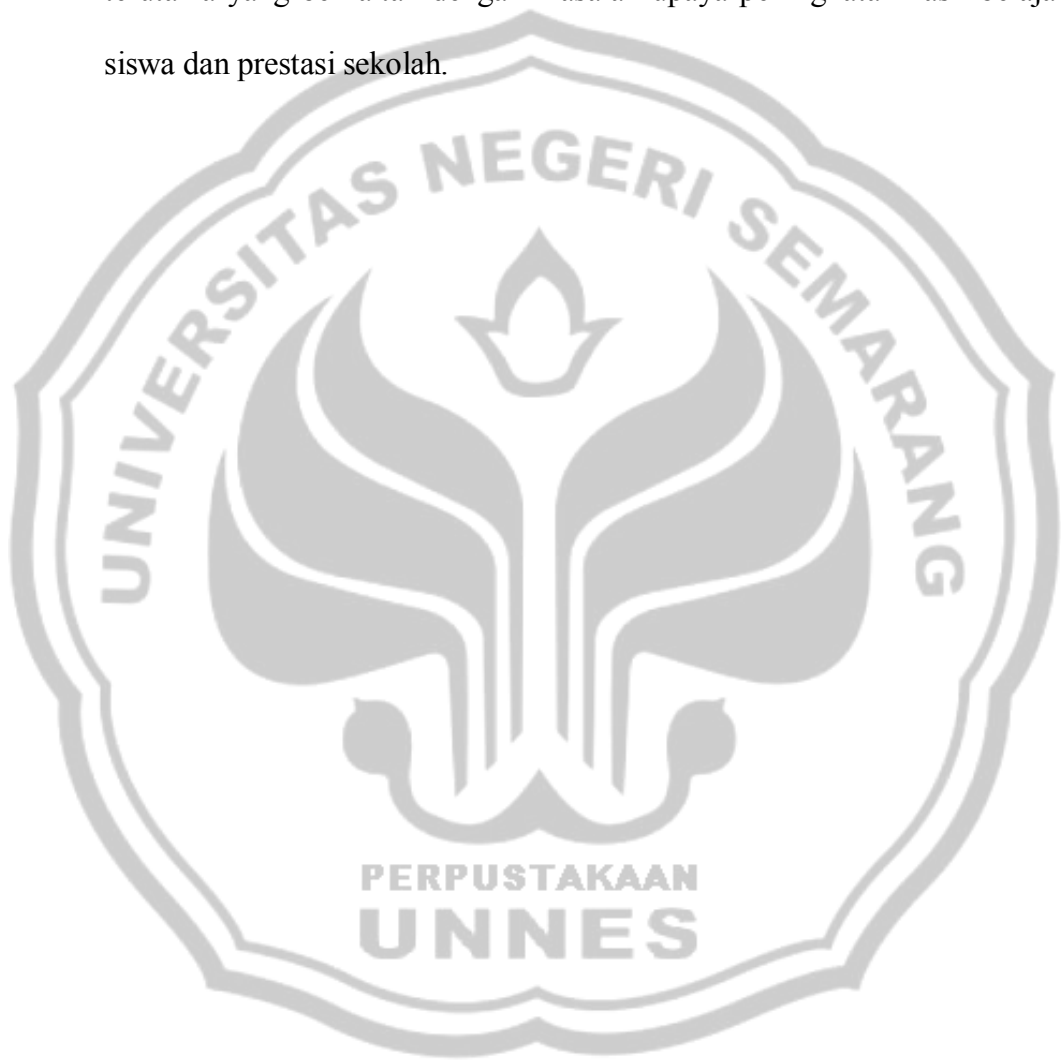 siswa dan prestasi sekolah.
UNIVERSITAS NEGERI SEMARANG
PERPUSTAKAAN
UNNES